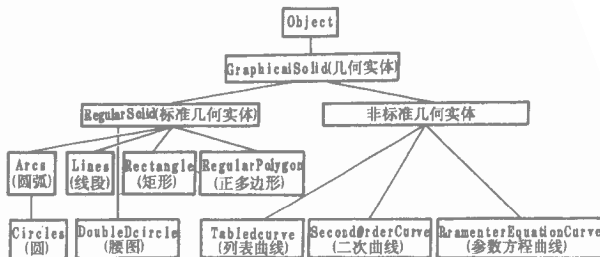 Object
GraphicalSolid(几何实体)
RegularSolid(标准几何实体)
非标准几何实体
Arcs
(圆弧)
Lines
(线段)
Rectangle
(矩形)
RegularPolygon
(正多边形)
Circles
(圆)
DoubleDcircle
(腰图)
Tabledcurve
(列表曲线)
SecondOrderCurve
(二次曲线)
PramenterEquationCurve
(参数方程曲线)